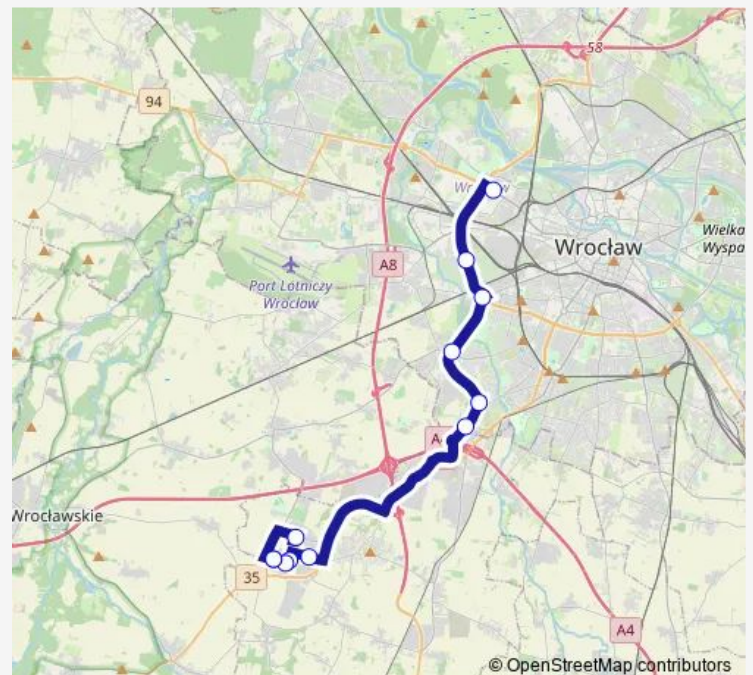 58
94
Wielka
Wyspa
Wrocław
A8
Port Lotniczy
Wrocław
Wrocławskie
35
A4
© OpenStreetMap contributors